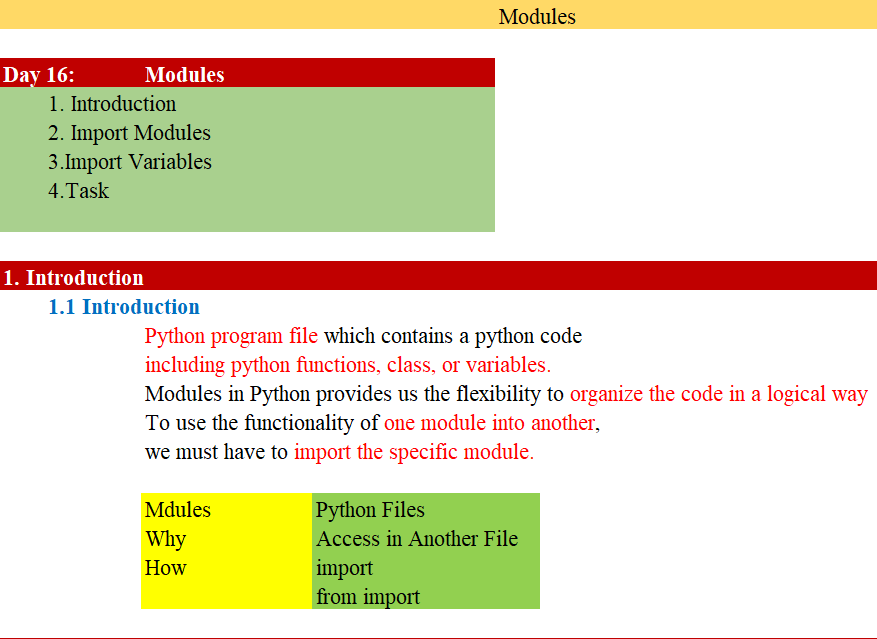 Modules
Day 16: Modules
1. Introduction
2. Import Modules
3.Import Variables
4.Task
1. Introduction
1.1 Introduction
Python program file which contains a python code
including python functions, class, or variables.
Modules in Python provides us the flexibility to organize the code in a logical way
To use the functionality of one module into another,
we must have to import the specific module.
Mdules Python Files
Why Access in Another File
How import
from import